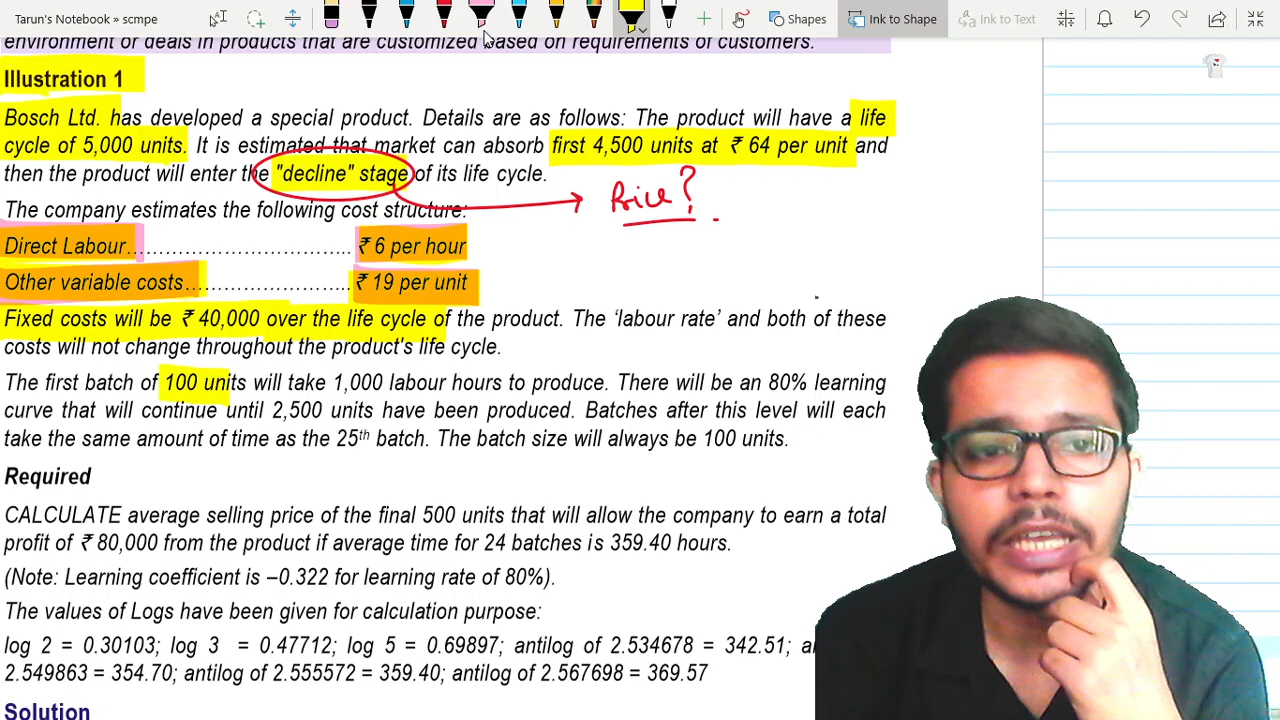 Tarun's Notebook » scmpe
Shapes
Ink to Shape
Ink to Text
environment or deals in products that are customized based on requirements of customers.
Illustration 1
Bosch Ltd. has developed a special product. Details are as follows: The product will have a life
cycle of 5,000 units. It is estimated that market can absorb first 4,500 units at ₹ 64 per unit and
then the product will enter the "decline" stage of its life cycle.
Price?
The company estimates the following cost structure:
Direct Labour……………………………….. ₹ 6 per hour
Other variable costs…………………….. ₹ 19 per unit
Fixed costs will be ₹ 40,000 over the life cycle of the product. The ‘labour rate’ and both of these
costs will not change throughout the product's life cycle.
The first batch of 100 units will take 1,000 labour hours to produce. There will be an 80% learning
curve that will continue until 2,500 units have been produced. Batches after this level will each
take the same amount of time as the 25th batch. The batch size will always be 100 units.
Required
CALCULATE average selling price of the final 500 units that will allow the company to earn a total
profit of ₹ 80,000 from the product if average time for 24 batches is 359.40 hours.
(Note: Learning coefficient is –0.322 for learning rate of 80%).
The values of Logs have been given for calculation purpose:
log 2 = 0.30103; log 3 = 0.47712; log 5 = 0.69897; antilog of 2.534678 = 342.51;
2.549863 = 354.70; antilog of 2.555572 = 359.40; antilog of 2.567698 = 369.57
Solution